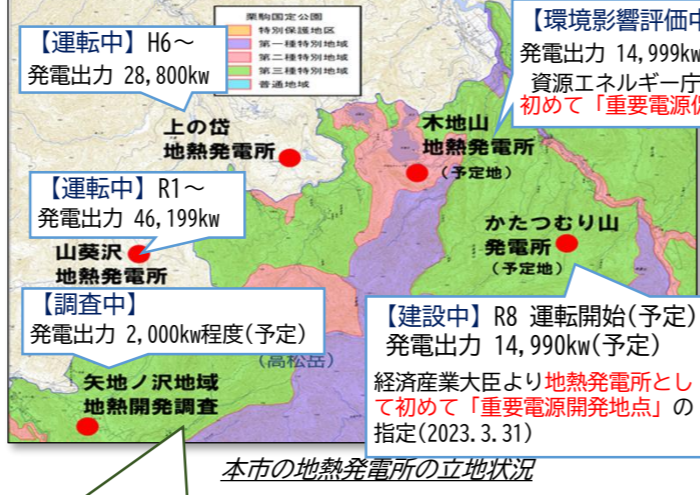 栗駒国定公園
特別保護地区
第一種特別地域
第二種特別地域
第三種特別地域
普通地域
【運転中】H6～
発電出力 28,800kw
【環境影響評価中
発電出力 14,999kw
資源エネルギー庁
初めて「重要電源
上の岱
地熱発電所
木地山
地熱発電所
(予定地)
【運転中】R1～
発電出力 46,199kw
山葵沢
地熱発電所
かたつむり山
発電所
(予定地)
【調査中】
発電出力 2,000kw程度(予定)
(高松岳)
矢地ノ沢地域
地熱開発調査
【建設中】R8 運転開始(予定)
発電出力 14,990kw(予定)
経済産業大臣より地熱発電所とし
て初めて「重要電源開発地点」の
指定(2023.3.31)
本市の地熱発電所の立地状況